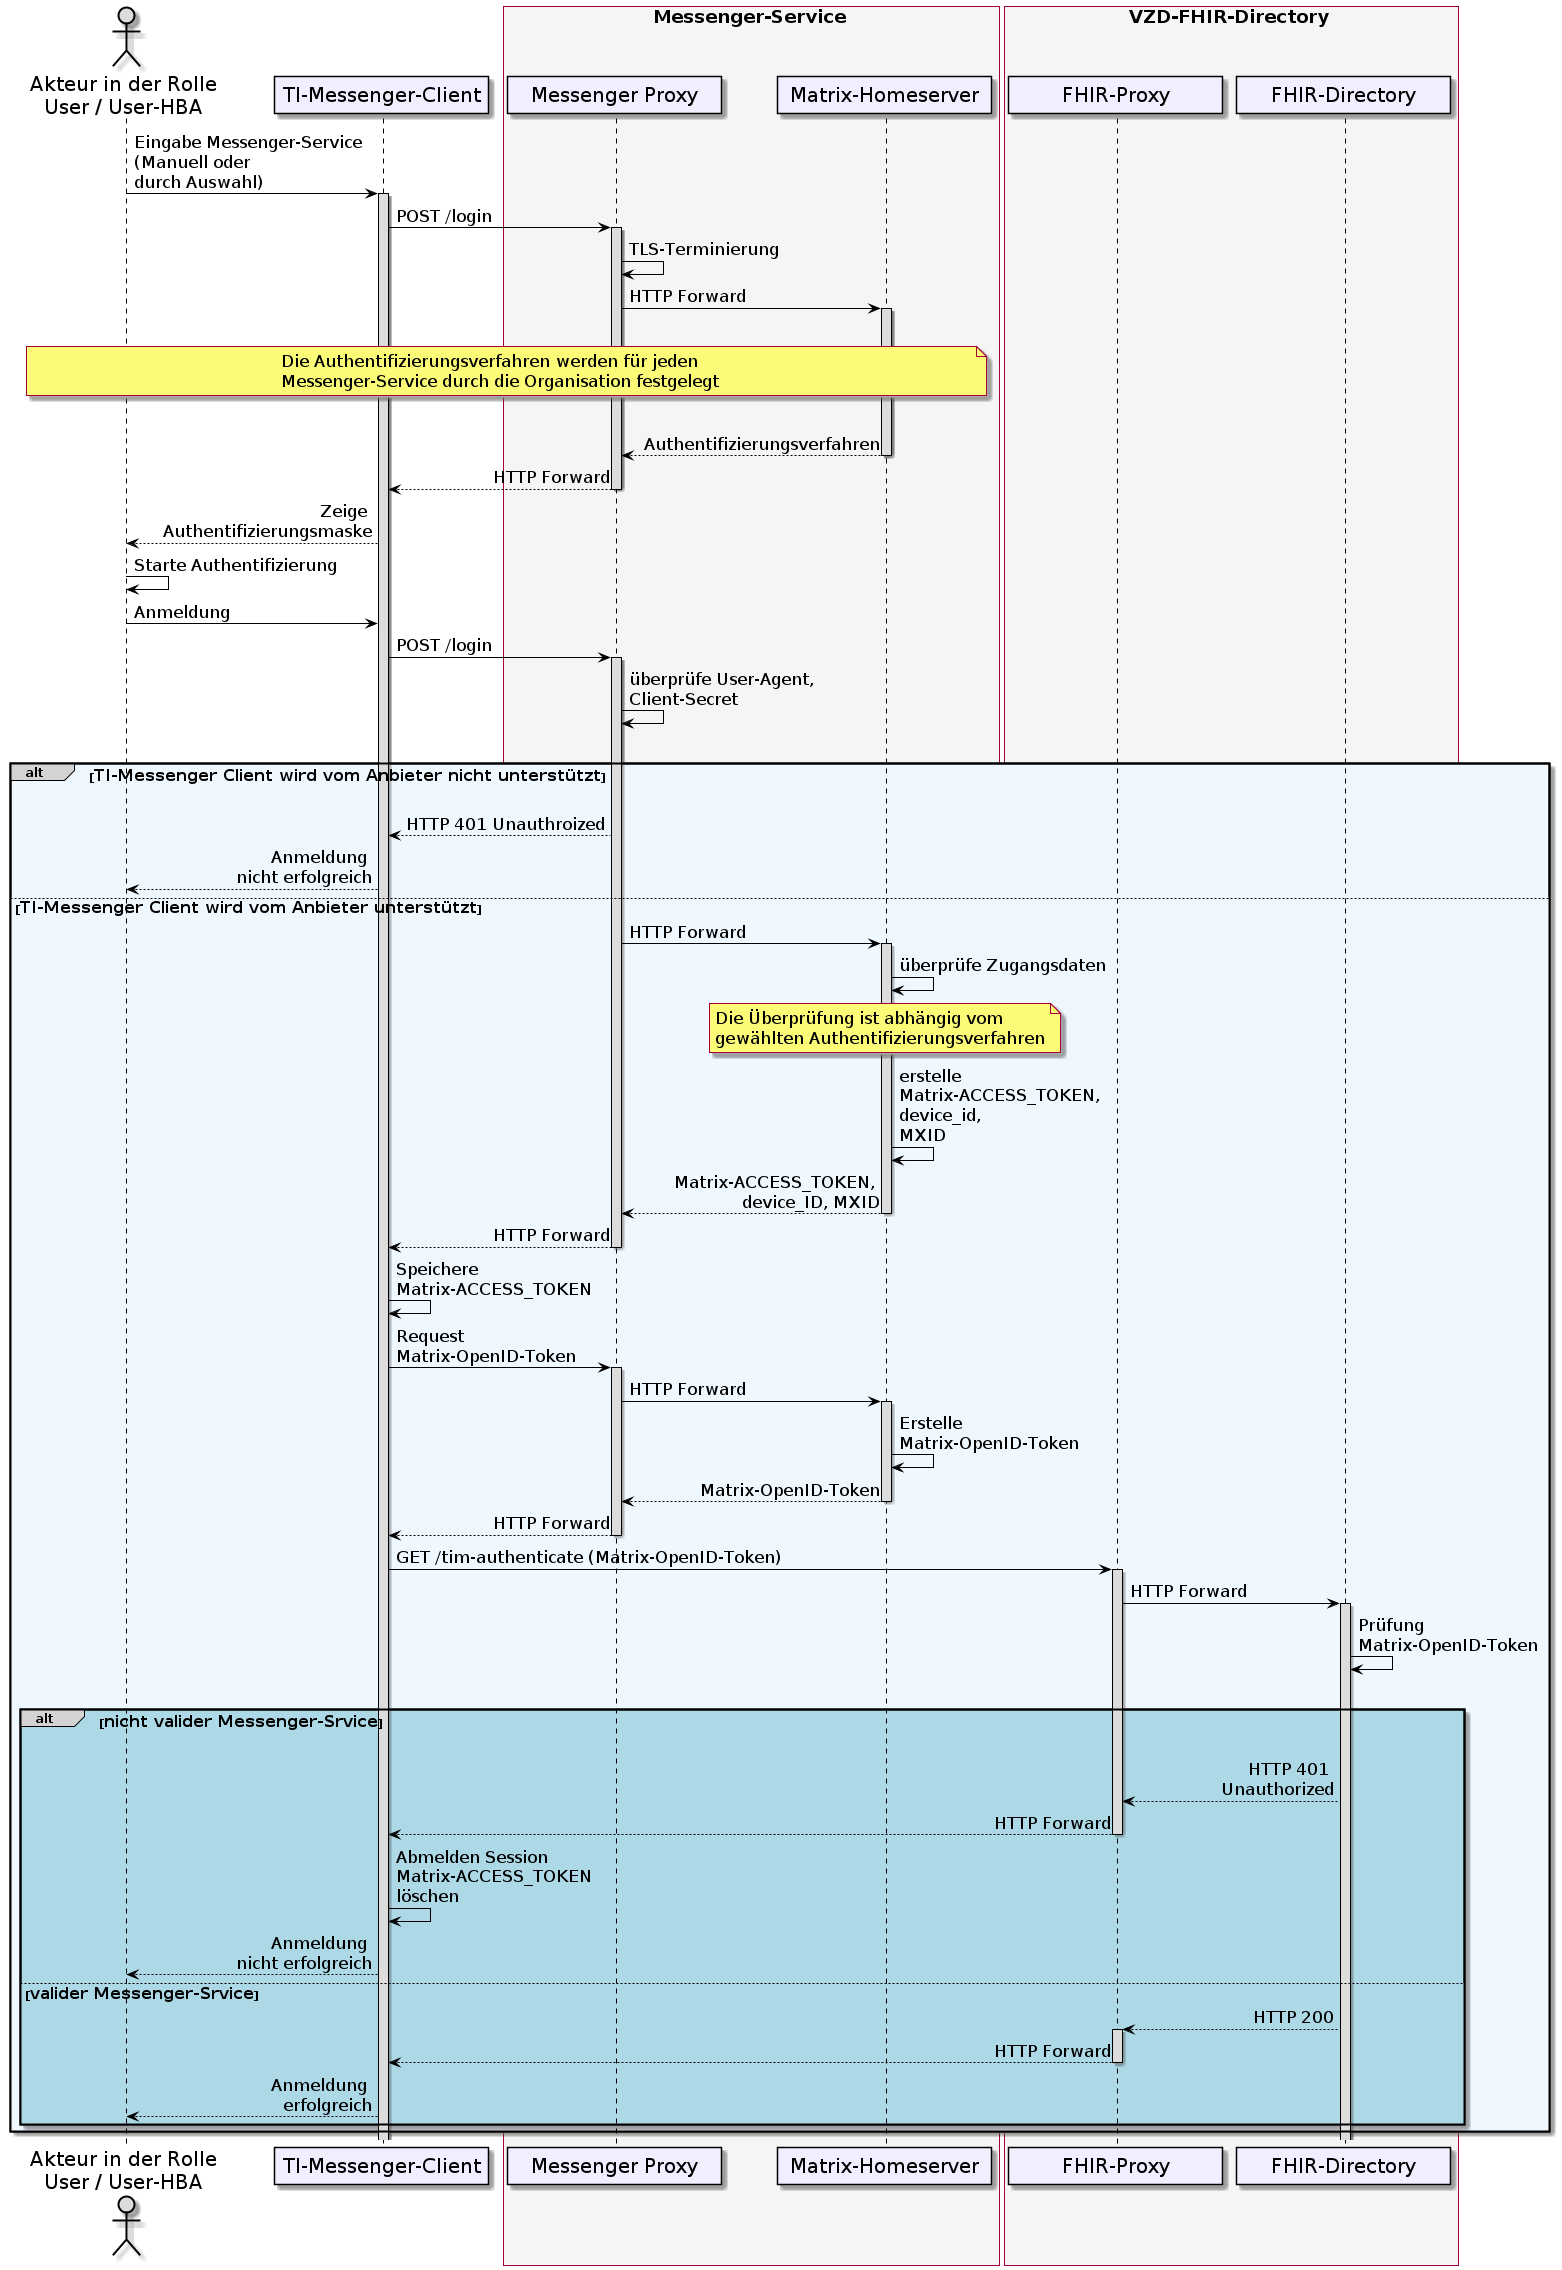 Messenger-Service
VZD-FHIR-Directory
Akteur in der Rolle
User / User-HBA
TI-Messenger-Client
Messenger Proxy
Matrix-Homeserver
FHIR-Proxy
FHIR-Directory
Eingabe Messenger-Service
(Manuell oder
durch Auswahl)
POST /login
TLS-Terminierung
HTTP Forward
Die Authentifizierungsverfahren werden für jeden
Messenger-Service durch die Organisation festgelegt
Authentifizierungsverfahren
HTTP Forward
Zeige
Authentifizierungsmaske
Starte Authentifizierung
Anmeldung
POST /login
überprüfe User-Agent,
Client-Secret
alt
[TI-Messenger Client wird vom Anbieter nicht unterstützt]
HTTP 401 Unauthroized
Anmeldung
nicht erfolgreich
[TI-Messenger Client wird vom Anbieter unterstützt]
HTTP Forward
überprüfe Zugangsdaten
Die Überprüfung ist abhängig vom
gewählten Authentifizierungsverfahren
erstelle
Matrix-ACCESS_TOKEN,
device_id,
MXID
Matrix-ACCESS_TOKEN,
device_ID, MXID
HTTP Forward
Speichere
Matrix-ACCESS_TOKEN
Request
Matrix-OpenID-Token
HTTP Forward
Erstelle
Matrix-OpenID-Token
Matrix-OpenID-Token
HTTP Forward
GET /tim-authenticate (Matrix-OpenID-Token)
HTTP Forward
Prüfung
Matrix-OpenID-Token
alt
[nicht valider Messenger-Srvice]
HTTP 401
Unauthorized
HTTP Forward
Abmelden Session
Matrix-ACCESS_TOKEN
löschen
Anmeldung
nicht erfolgreich
[valider Messenger-Srvice]
HTTP 200
HTTP Forward
Anmeldung
erfolgreich
Akteur in der Rolle
User / User-HBA
TI-Messenger-Client
Messenger Proxy
Matrix-Homeserver
FHIR-Proxy
FHIR-Directory